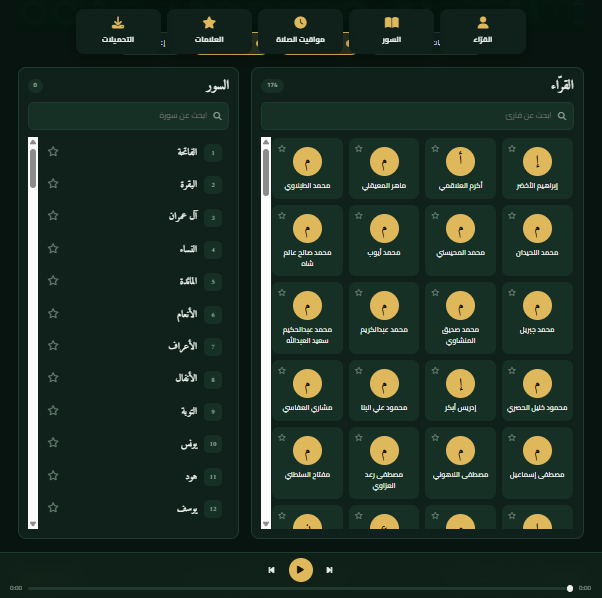 القرّاء
السور
مواقيت الصلاة
العلامات
التحميلات
القرّاء
174
ابحث عن قارئ
إ
إبراهيم الأخضر
أ
أكرم العلاقمي
م
ماهر المعيقلي
م
محمد الطبلاوي
م
محمد اللحيدان
م
محمد المحيسني
م
محمد أيوب
م
محمد صالح عالم
شاه
م
محمد جبريل
م
محمد صديق
المنشاوي
م
محمد عبدالكريم
م
محمد عبدالحكيم
سعيد العبدالله
م
محمود خليل الحصري
إ
إدريس أبكر
م
محمود علي البنا
م
مشاري العفاسي
م
مصطفى إسماعيل
م
مصطفى اللاهوني
م
مصطفى رعد
العزاوي
م
مفتاح السلطني
السور
0
ابحث عن سورة
1 الفاتحة
2 البقرة
3 آل عمران
4 النساء
5 المائدة
6 الأنعام
7 الأعراف
8 الأنفال
9 التوبة
10 يونس
11 هود
12 يوسف
0:00
0:00